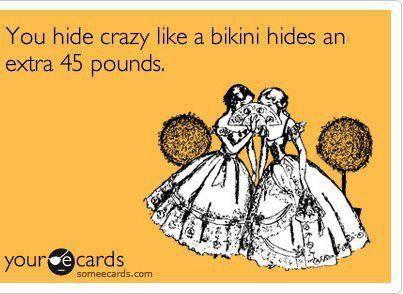 You hide crazy like a bikini hides an
extra 45 pounds.
your e cards
someecards.com